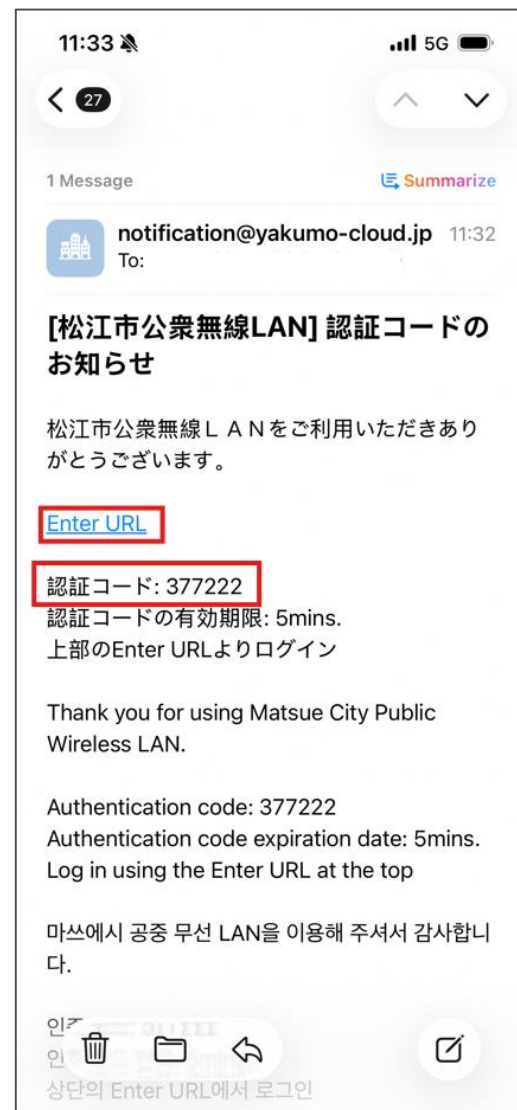 11:33
5G
27
1 Message
Summarize
notification@yakumo-cloud.jp 11:32
To:
[松江市公衆無線LAN] 認証コードの
お知らせ
松江市公衆無線ＬＡＮをご利用いただきあり
がとうございます。
Enter URL
認証コード: 377222
認証コードの有効期限: 5mins.
上部のEnter URLよりログイン
Thank you for using Matsue City Public
Wireless LAN.
Authentication code: 377222
Authentication code expiration date: 5mins.
Log in using the Enter URL at the top
마쓰에시 공중 무선 LAN을 이용해 주셔서 감사합니
다.
상단의 Enter URL에서 로그인